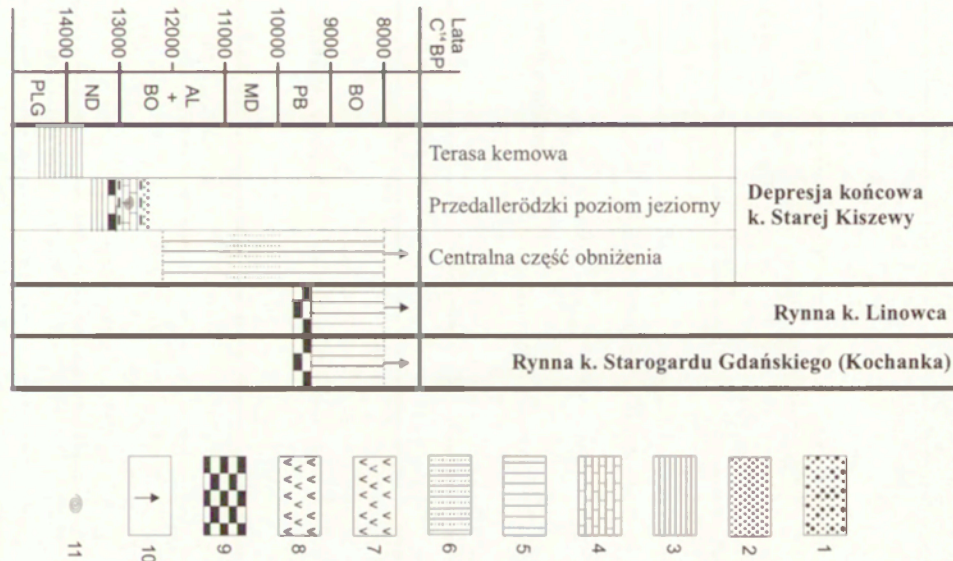 Lata
C¹⁴ BP
8000
9000
10000
11000
12000
13000
14000
BO
PB
MD
AL
+
BO
ND
PLG
Terasa kemowa
Przedallerödzki poziom jeziorny
Centralna część obniżenia
Depresja końcowa
k. Starej Kiszewy
Rynna k. Linowca
Rynna k. Starogardu Gdańskiego (Kochanka)
1
2
3
4
5
6
7
8
9
10
11